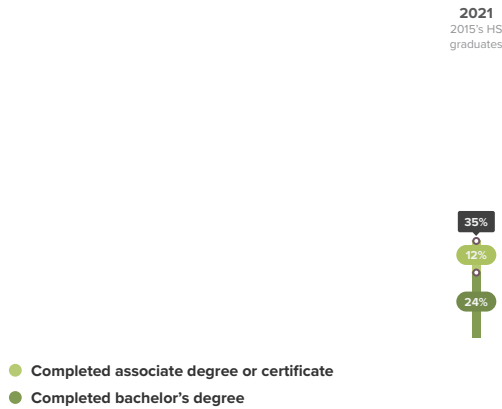 2021
2015's HS
graduates
35%
12%
24%
Completed associate degree or certificate
Completed bachelor's degree